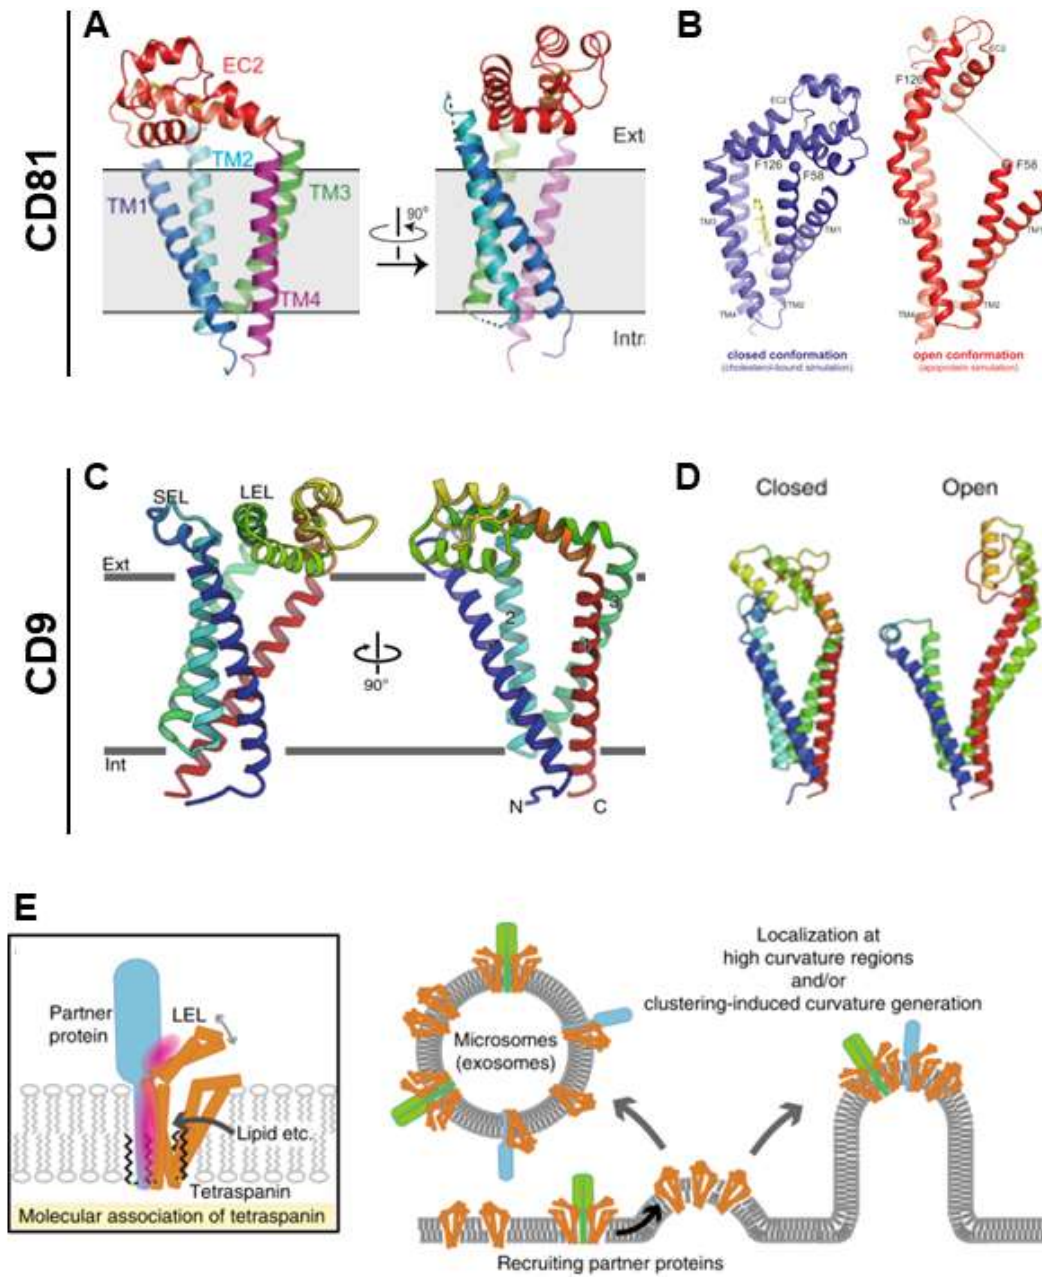 CD81
A
EC2
TM2
TM1
TM3
TM4
90°
Ext
Intr
B
EC2
F126
F58
TM3
TM1
TM4
TM2
closed conformation
(cholesterol-bound simulation)
EC2
F126
F58
TM1
TM4
TM2
open conformation
(apoprotein simulation)
CD9
C
SEL
LEL
Ext
Int
90°
2
3
N
C
D
Closed
Open
E
Partner
protein
LEL
Lipid etc.
Tetraspanin
Molecular association of tetraspanin
Localization at
high curvature regions
and/or
clustering-induced curvature generation
Microsomes
(exosomes)
Recruiting partner proteins